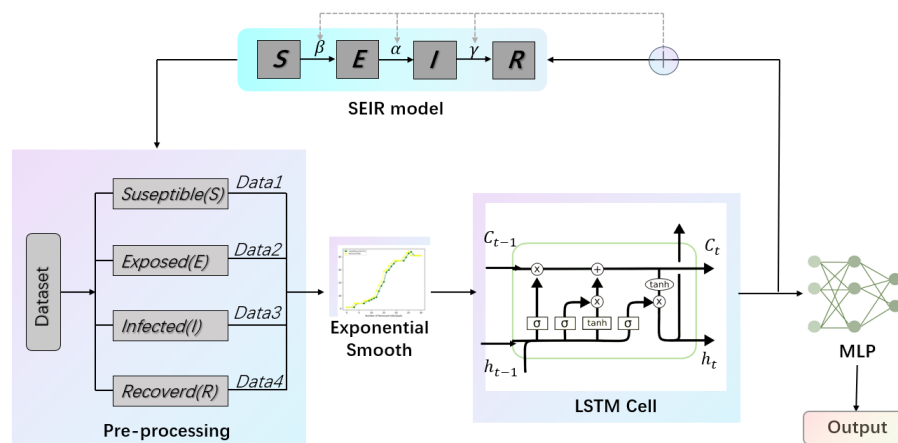 β α γ
S E I R
SEIR model
Dataset
Suseptible(S) Data1
Exposed(E) Data2
Infected(I) Data3
Recoverd(R) Data4
Pre-processing
Exponential
Smooth
C_{t-1} C_t
x + tanh
x x
σ σ tanh σ
h_{t-1} h_t
LSTM Cell
MLP
Output